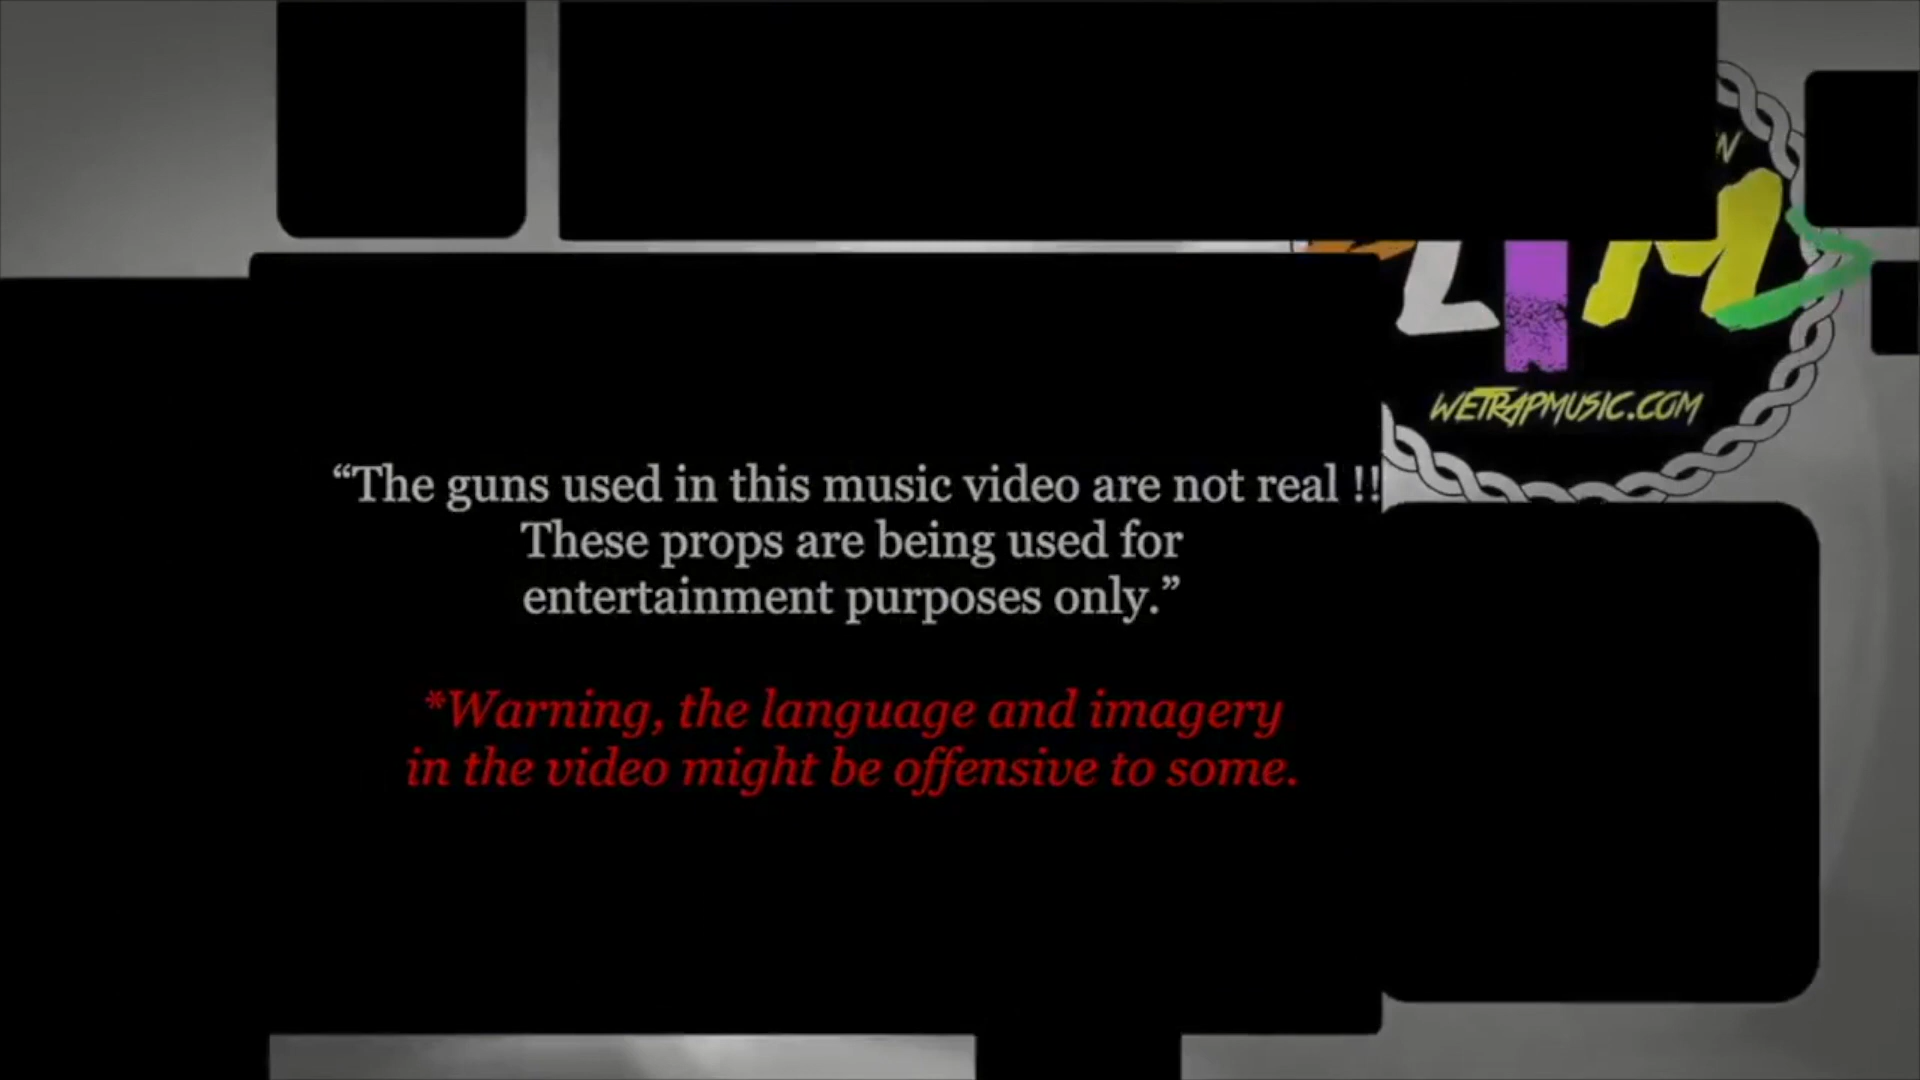 WETRAPMUSIC.COM
“The guns used in this music video are not real !!
These props are being used for
entertainment purposes only.”
*Warning, the language and imagery
in the video might be offensive to some.